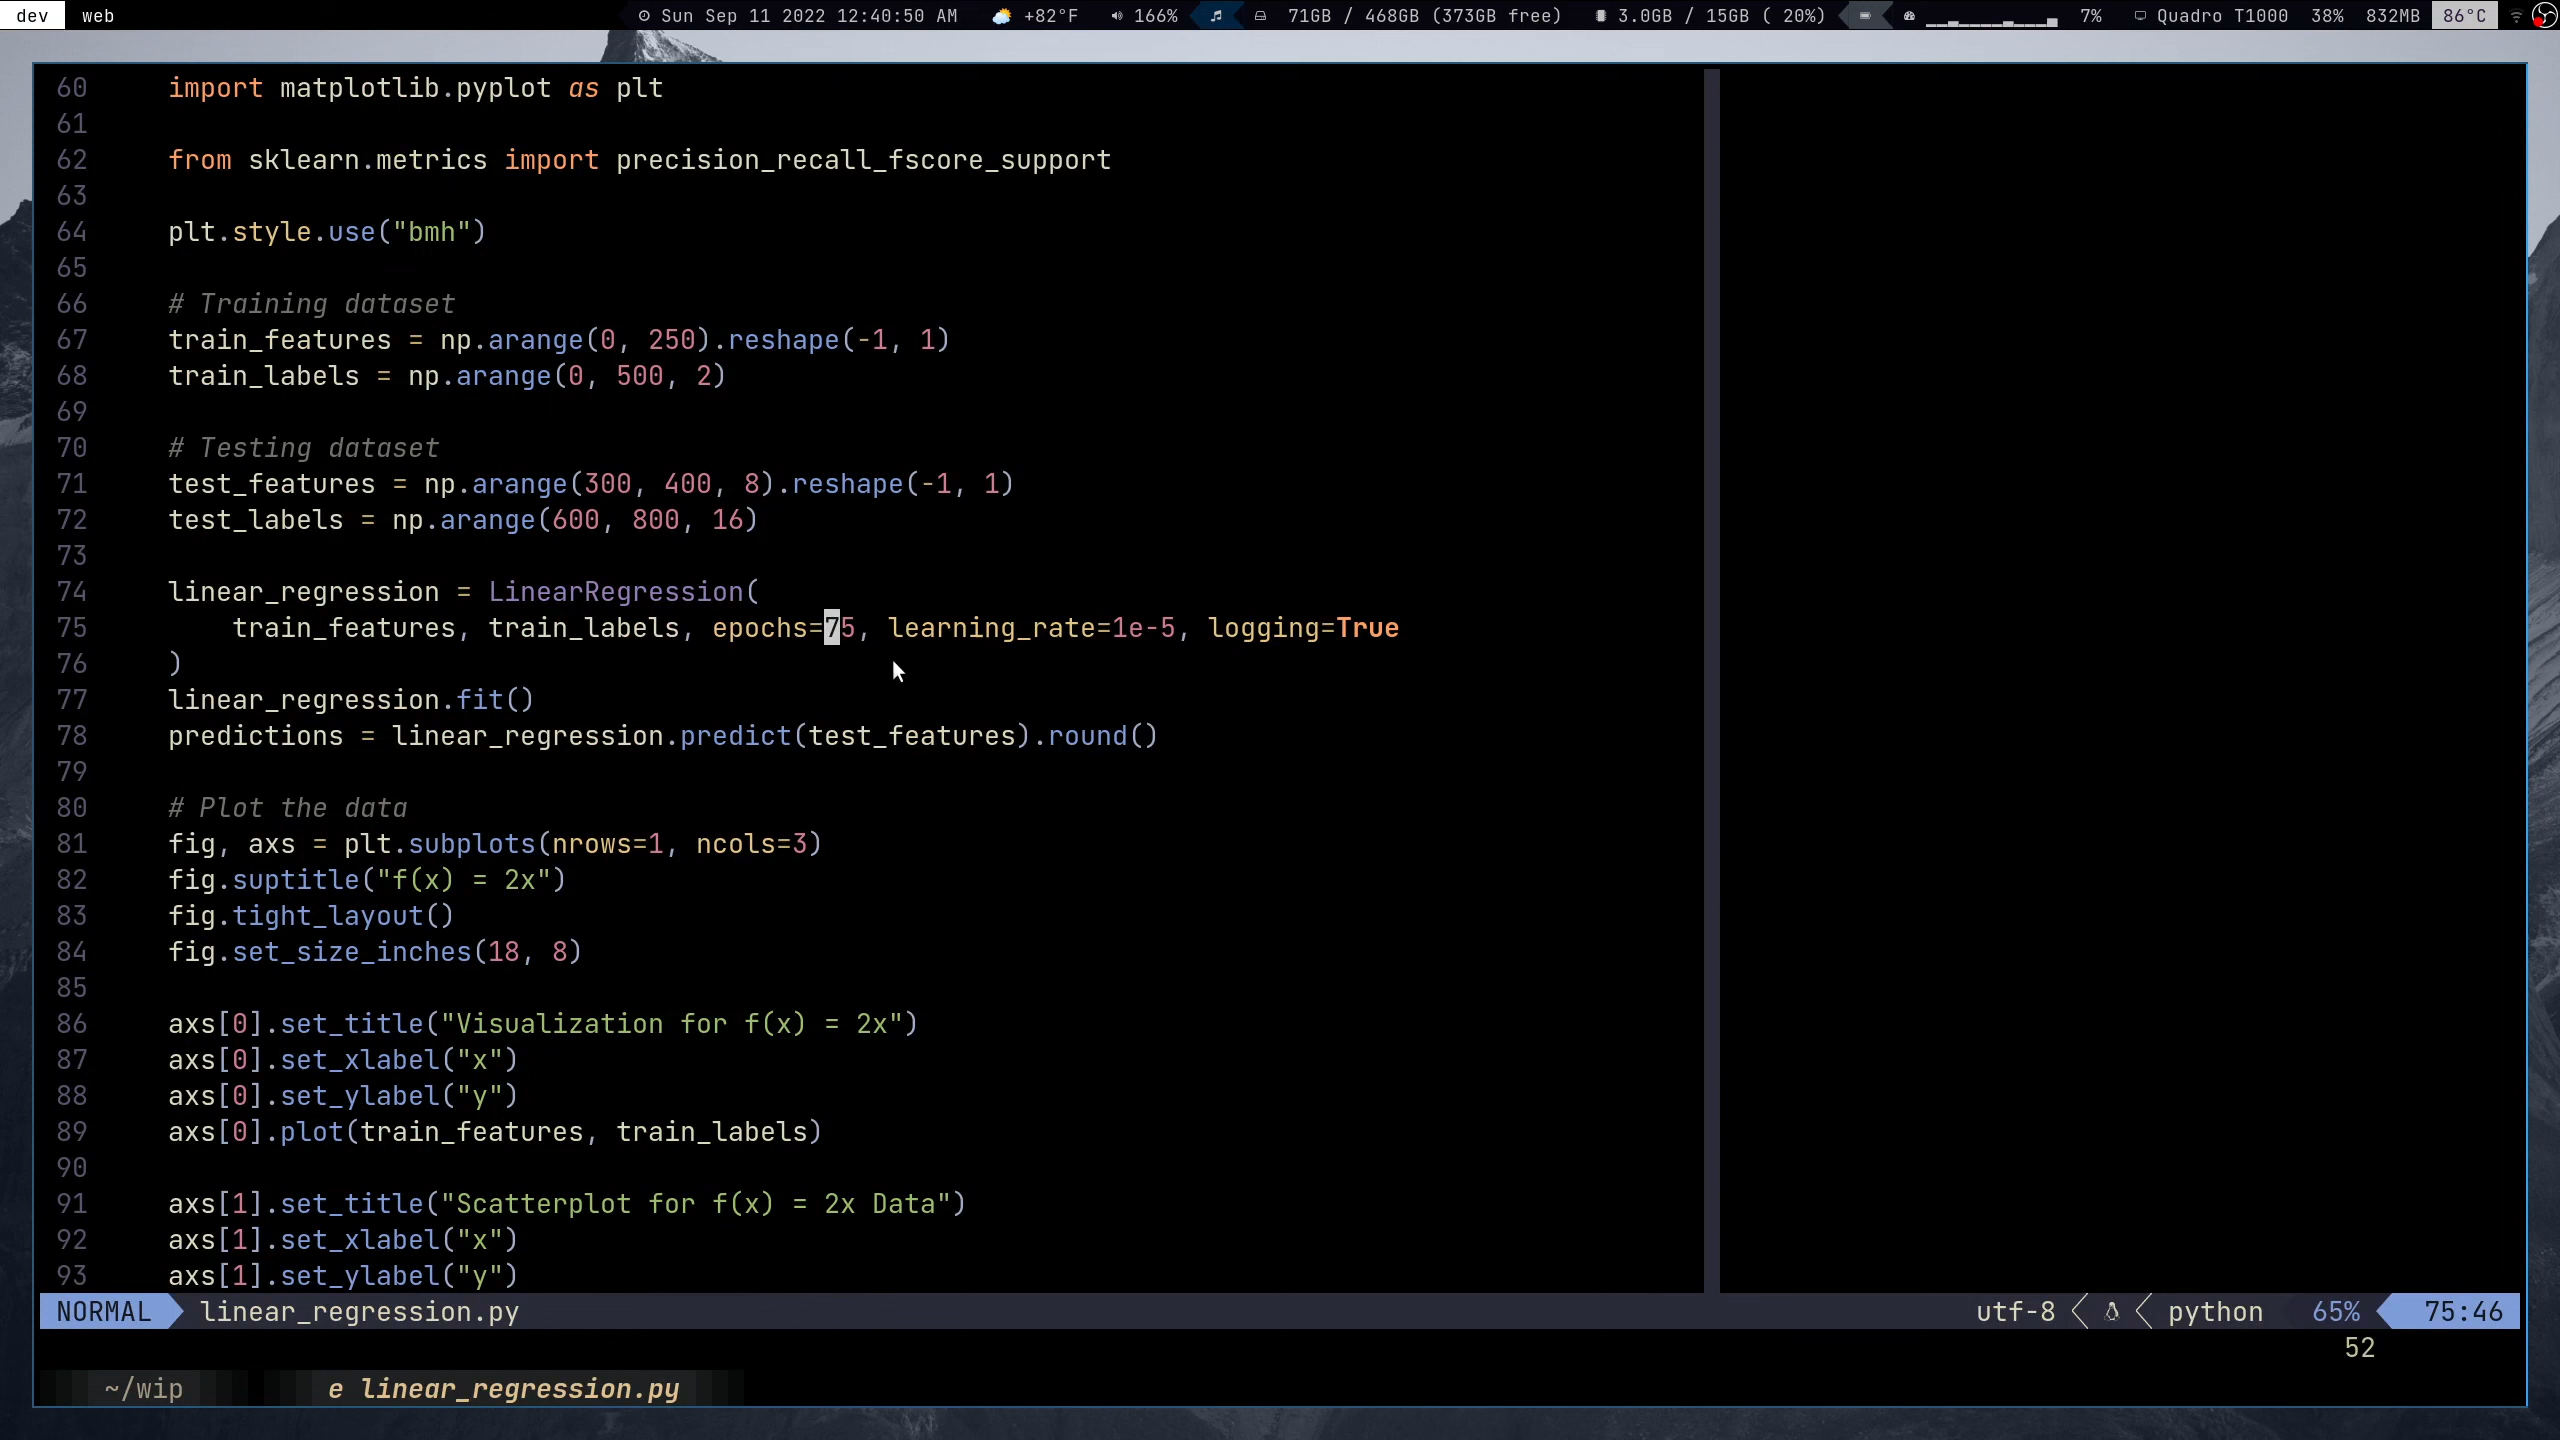 dev web Sun Sep 11 2022 12:40:50 AM +82°F 166% 71GB / 468GB (373GB free) 3.0GB / 15GB ( 20%) 7% Quadro T1000 38% 832MB 86°C
60 import matplotlib.pyplot as plt
61
62 from sklearn.metrics import precision_recall_fscore_support
63
64 plt.style.use("bmh")
65
66 # Training dataset
67 train_features = np.arange(0, 250).reshape(-1, 1)
68 train_labels = np.arange(0, 500, 2)
69
70 # Testing dataset
71 test_features = np.arange(300, 400, 8).reshape(-1, 1)
72 test_labels = np.arange(600, 800, 16)
73
74 linear_regression = LinearRegression(
75 train_features, train_labels, epochs=75, learning_rate=1e-5, logging=True
76 )
77 linear_regression.fit()
78 predictions = linear_regression.predict(test_features).round()
79
80 # Plot the data
81 fig, axs = plt.subplots(nrows=1, ncols=3)
82 fig.suptitle("f(x) = 2x")
83 fig.tight_layout()
84 fig.set_size_inches(18, 8)
85
86 axs[0].set_title("Visualization for f(x) = 2x")
87 axs[0].set_xlabel("x")
88 axs[0].set_ylabel("y")
89 axs[0].plot(train_features, train_labels)
90
91 axs[1].set_title("Scatterplot for f(x) = 2x Data")
92 axs[1].set_xlabel("x")
93 axs[1].set_ylabel("y")
NORMAL linear_regression.py utf-8 python 65% 75:46
52
~/wip e linear_regression.py